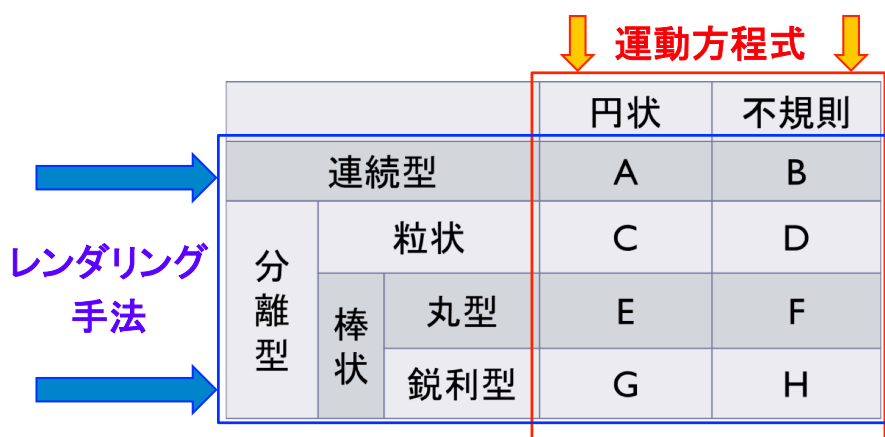 運動方程式
円状 不規則
連続型 A B
レンダリング
手法
分離型
粒状 C D
棒状
丸型 E F
鋭利型 G H